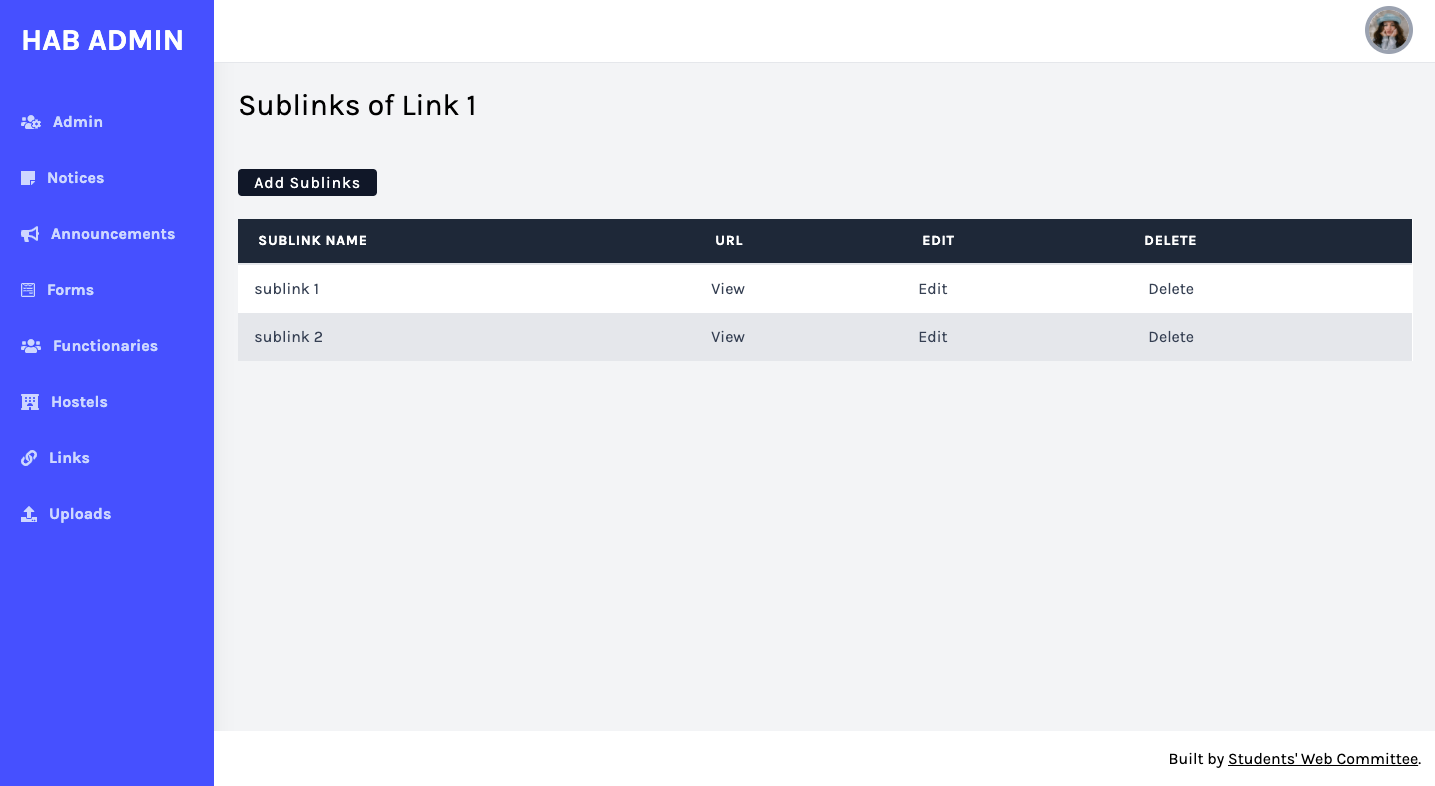 HAB ADMIN
Admin
Notices
Announcements
Forms
Functionaries
Hostels
Links
Uploads
Sublinks of Link 1
Add Sublinks
SUBLINK NAME URL EDIT DELETE
sublink 1 View Edit Delete
sublink 2 View Edit Delete
Built by Students' Web Committee.